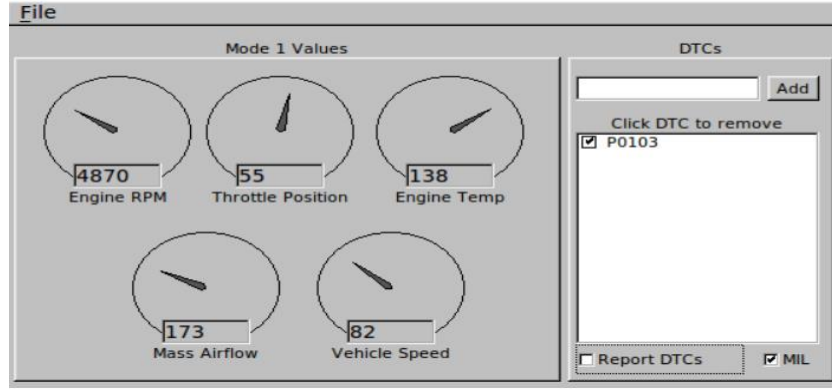 File
Mode 1 Values
DTCs
Add
Click DTC to remove
P0103
4870
55
138
Engine RPM
Throttle Position
Engine Temp
173
82
Mass Airflow
Vehicle Speed
Report DTCs
MIL